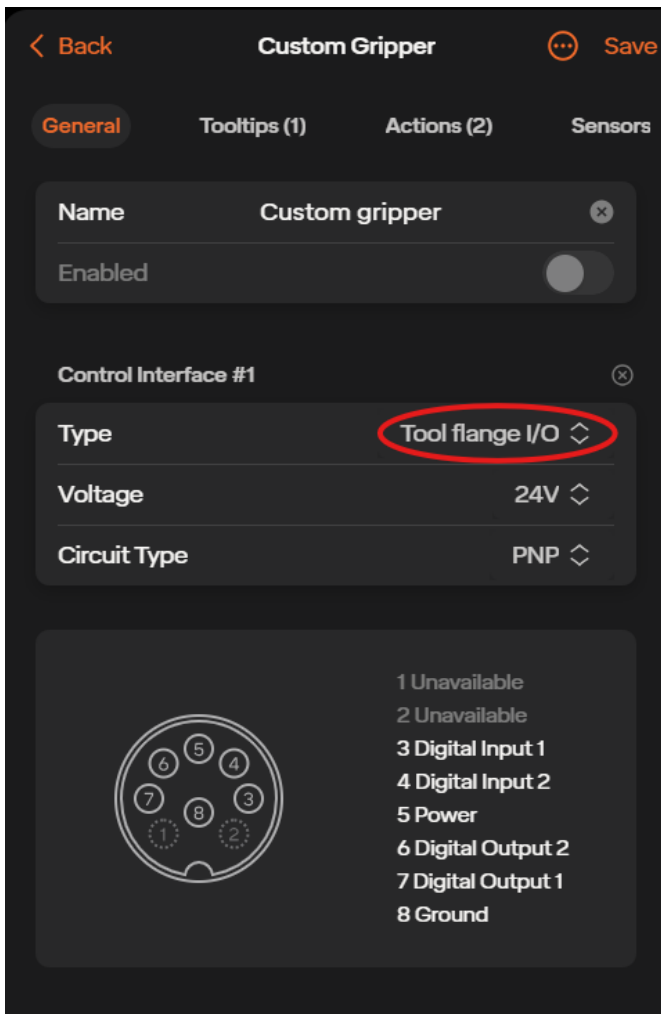 Back Custom Gripper Save
General Tooltips (1) Actions (2) Sensors
Name Custom gripper
Enabled
Control Interface #1
Type Tool flange I/O
Voltage 24V
Circuit Type PNP
1 Unavailable
2 Unavailable
3 Digital Input 1
4 Digital Input 2
5 Power
6 Digital Output 2
7 Digital Output 1
8 Ground
5
6 4
7 3
8
1 2